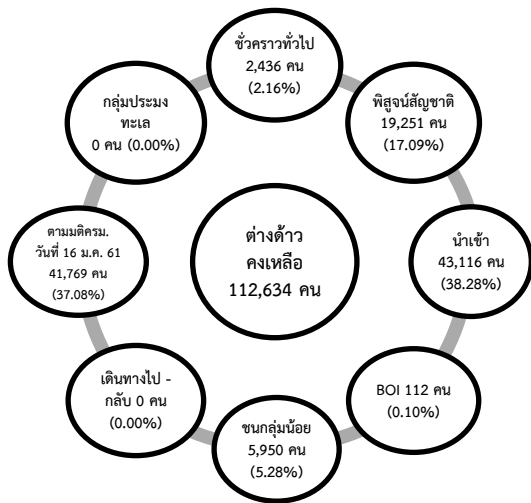 ชั่วคราวทั่วไป
2,436 คน
(2.16%)
พิสูจน์สัญชาติ
19,251 คน
(17.09%)
นำเข้า
43,116 คน
(38.28%)
BOI 112 คน
(0.10%)
ชนกลุ่มน้อย
5,950 คน
(5.28%)
เดินทางไป -
กลับ 0 คน
(0.00%)
ตามมติครม.
วันที่ 16 ม.ค. 61
41,769 คน
(37.08%)
กลุ่มประมง
ทะเล
0 คน (0.00%)
ต่างด้าว
คงเหลือ
112,634 คน